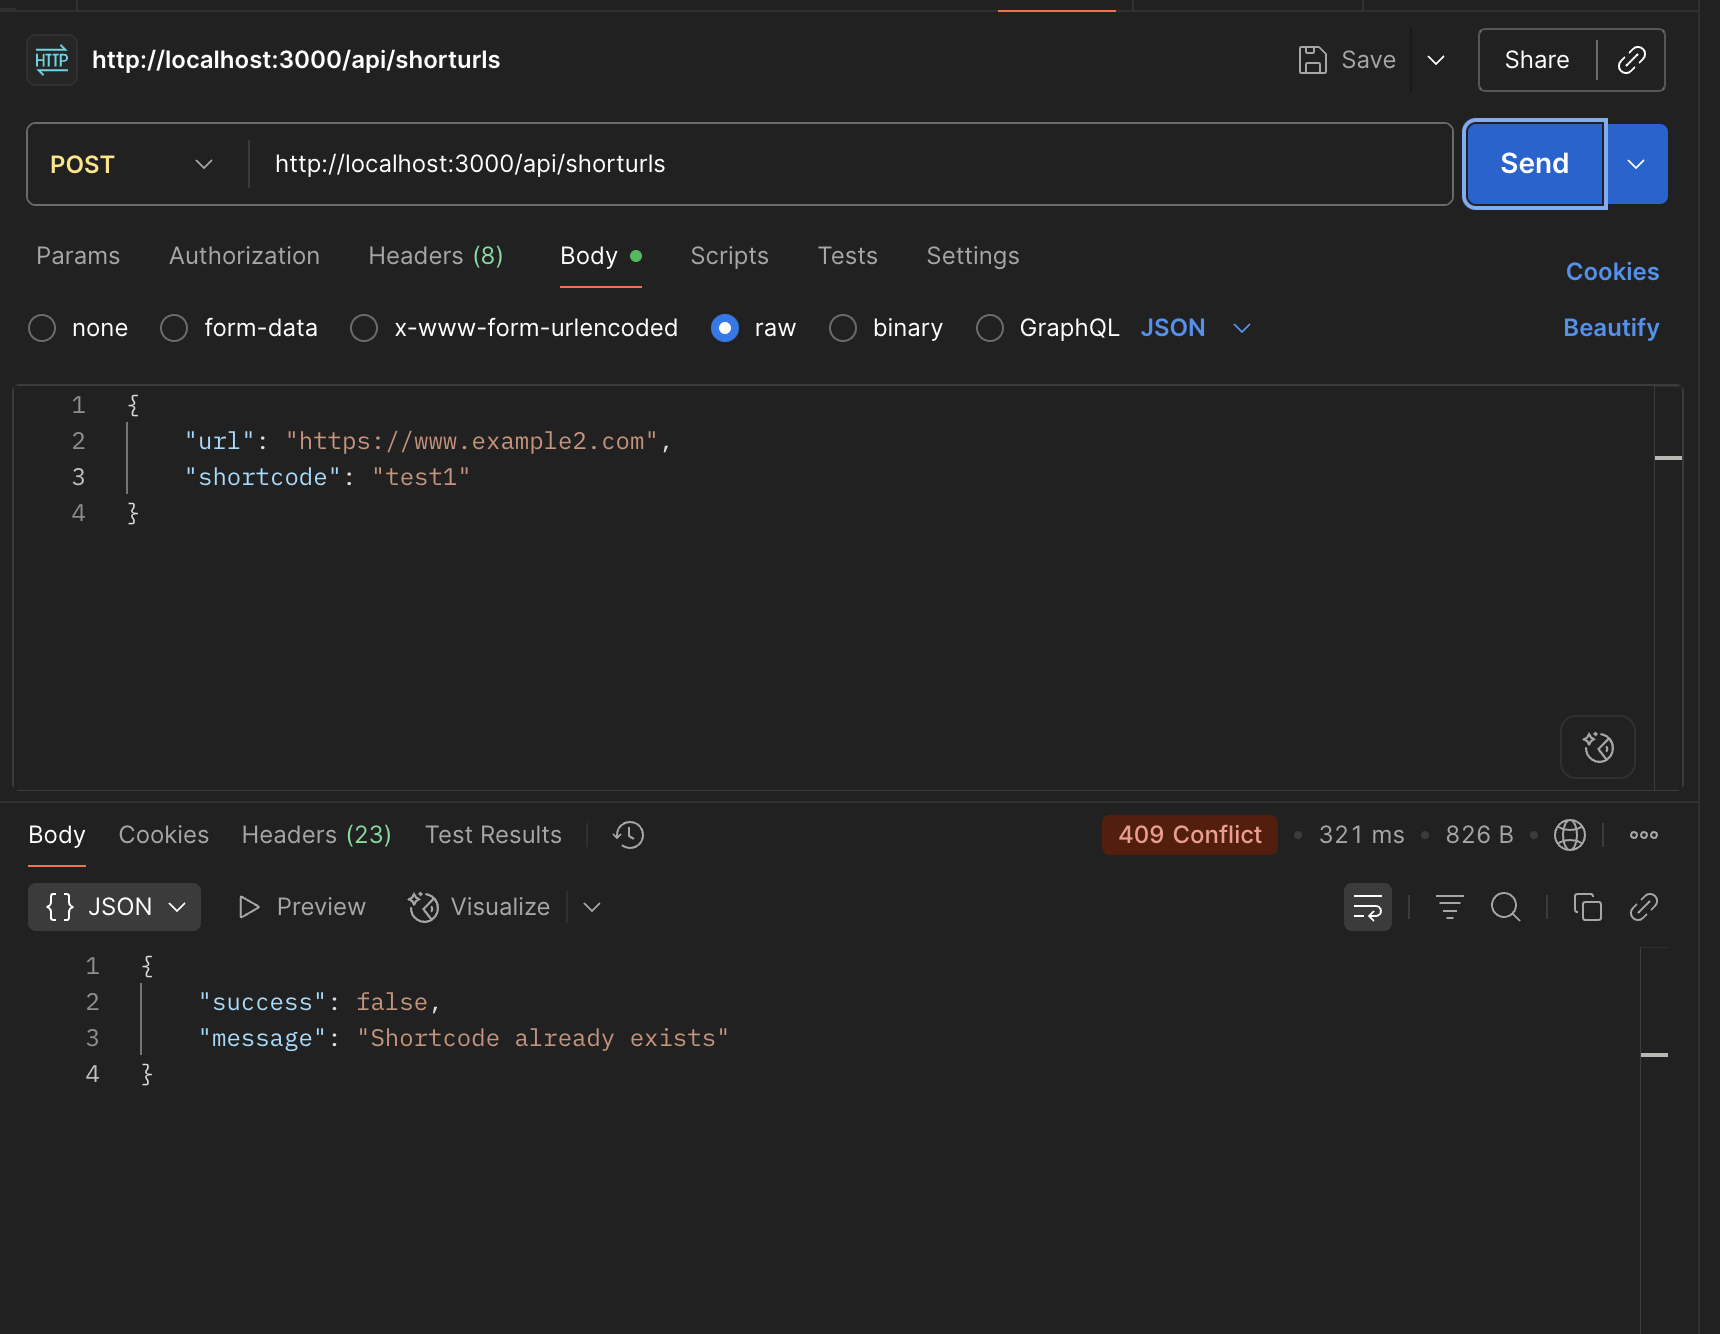 HTTP http://localhost:3000/api/shorturls Save Share
POST http://localhost:3000/api/shorturls Send
Params Authorization Headers (8) Body Scripts Tests Settings Cookies
none form-data x-www-form-urlencoded raw binary GraphQL JSON Beautify
1 {
2 "url": "https://www.example2.com",
3 "shortcode": "test1"
4 }
Body Cookies Headers (23) Test Results 409 Conflict • 321 ms • 826 B •
{} JSON Preview Visualize
1 {
2 "success": false,
3 "message": "Shortcode already exists"
4 }